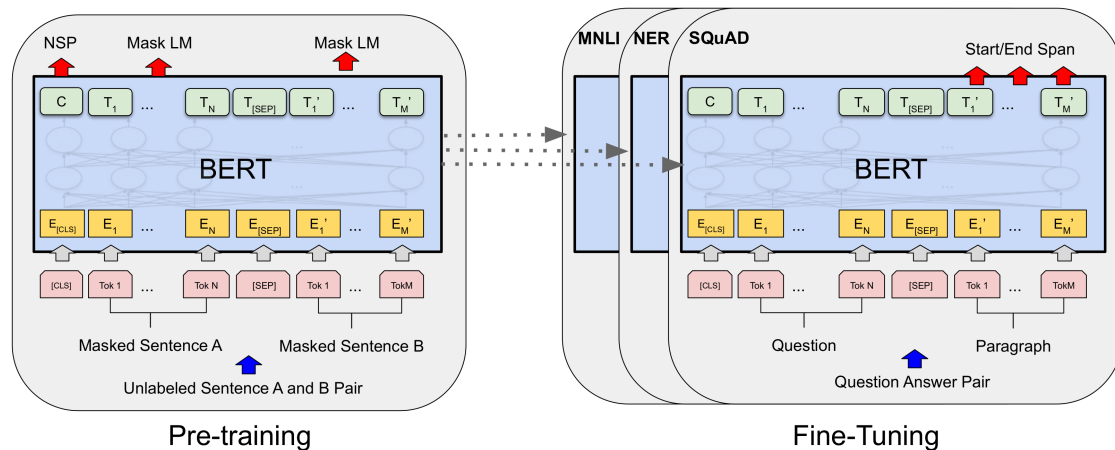 NSP Mask LM Mask LM
C T1 ... TN T[SEP] T1’ ... TM’
...
BERT
...
E[CLS] E1 ... EN E[SEP] E1’ ... EM’
[CLS] Tok 1 ... Tok N [SEP] Tok 1 ... TokM
Masked Sentence A Masked Sentence B
Unlabeled Sentence A and B Pair
Pre-training
MNLI NER SQuAD
Start/End Span
C T1 ... TN T[SEP] T1’ ... TM’
...
BERT
...
E[CLS] E1 ... EN E[SEP] E1’ ... EM’
[CLS] Tok 1 ... Tok N [SEP] Tok 1 ... TokM
Question Paragraph
Question Answer Pair
Fine-Tuning